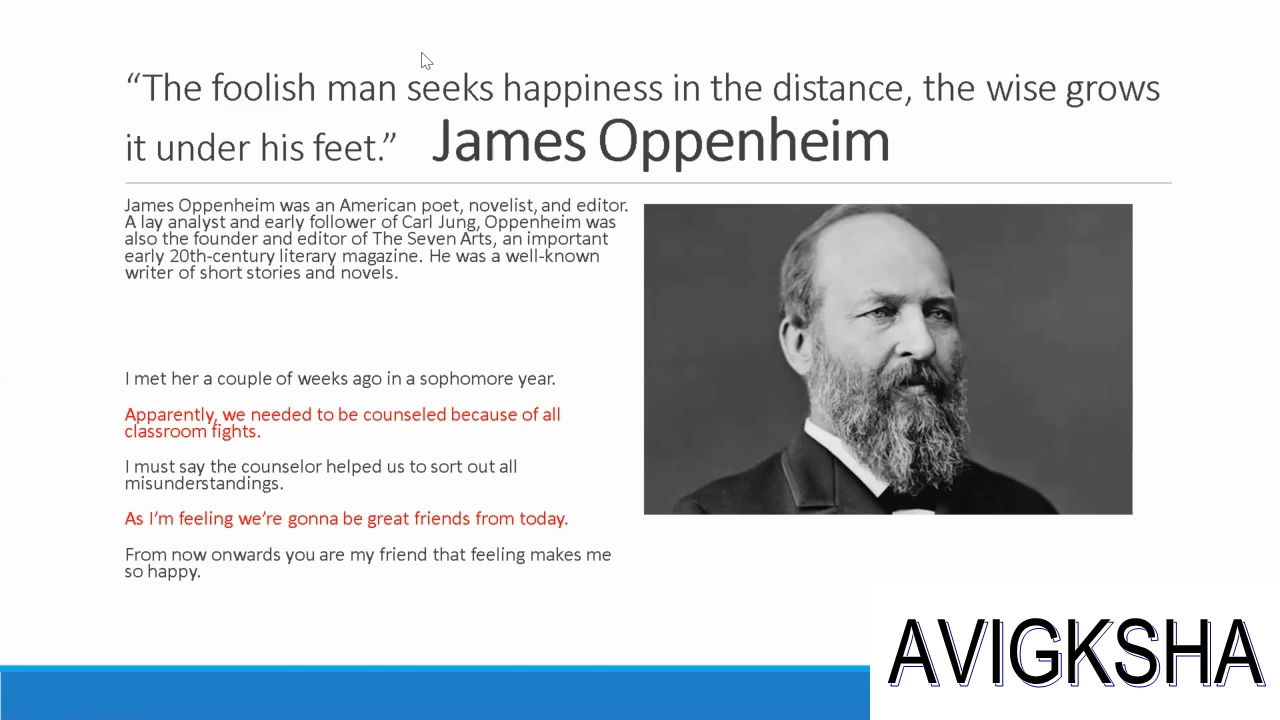 “The foolish man seeks happiness in the distance, the wise grows
it under his feet.” James Oppenheim
James Oppenheim was an American poet, novelist, and editor.
A lay analyst and early follower of Carl Jung, Oppenheim was
also the founder and editor of The Seven Arts, an important
early 20th-century literary magazine. He was a well-known
writer of short stories and novels.
I met her a couple of weeks ago in a sophomore year.
Apparently, we needed to be counseled because of all
classroom fights.
I must say the counselor helped us to sort out all
misunderstandings.
As I’m feeling we’re gonna be great friends from today.
From now onwards you are my friend that feeling makes me
so happy.
AVIGKSHA